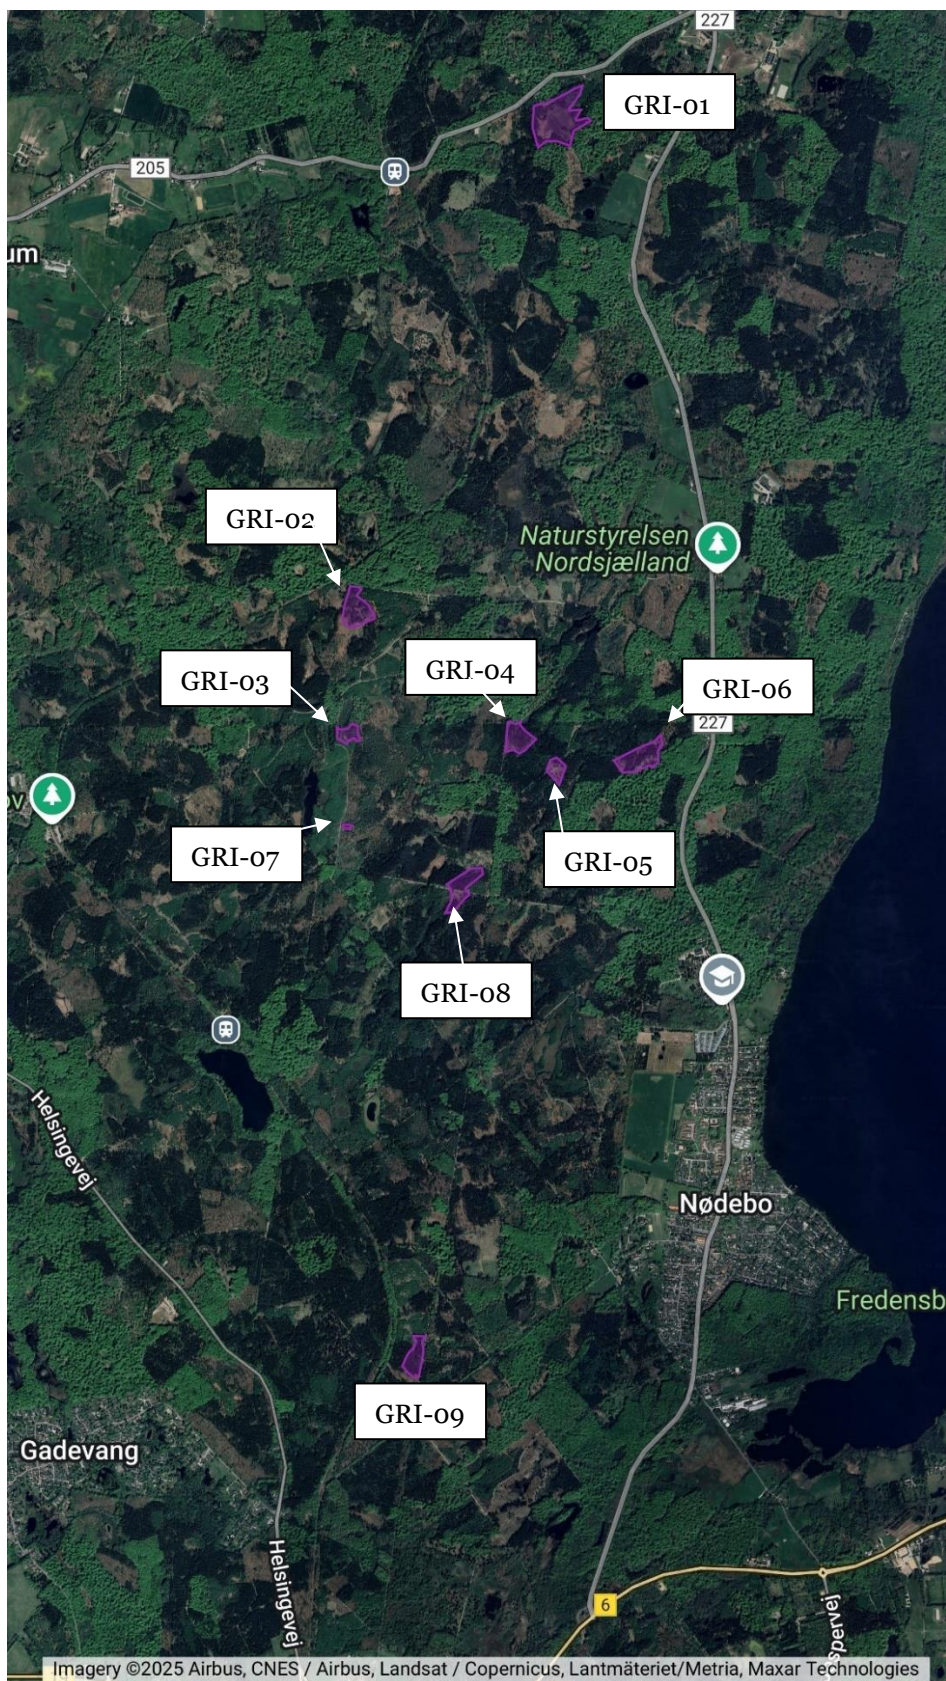 227
GRI-01
205
um
GRI-02
Naturstyrelsen
Nordsjælland
GRI-03
GRI-04
GRI-06
227
ov
GRI-07
GRI-05
GRI-08
Helsingevej
Nødebo
Fredensb
GRI-09
Gadevang
Helsingevej
6
spervej
Imagery ©2025 Airbus, CNES / Airbus, Landsat / Copernicus, Lantmäteriet/Metria, Maxar Technologies